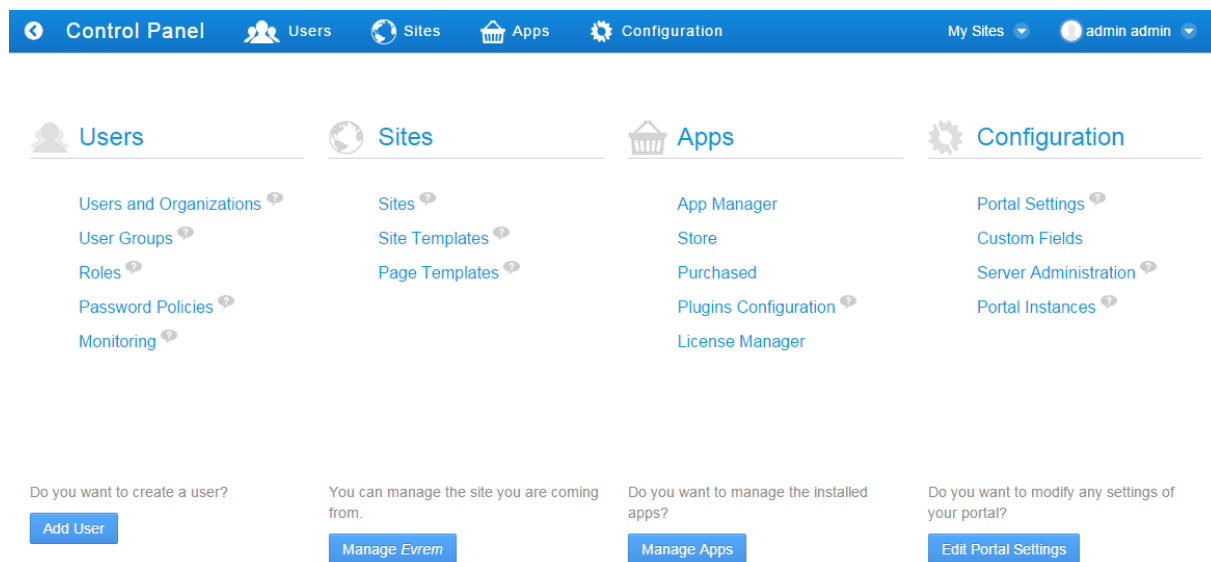 Control Panel Users Sites Apps Configuration My Sites admin admin
Users
Users and Organizations ?
User Groups ?
Roles ?
Password Policies ?
Monitoring ?
Do you want to create a user?
Add User
Sites
Sites ?
Site Templates ?
Page Templates ?
You can manage the site you are coming
from.
Manage Evrem
Apps
App Manager
Store
Purchased
Plugins Configuration ?
License Manager
Do you want to manage the installed
apps?
Manage Apps
Configuration
Portal Settings ?
Custom Fields
Server Administration ?
Portal Instances ?
Do you want to modify any settings of
your portal?
Edit Portal Settings